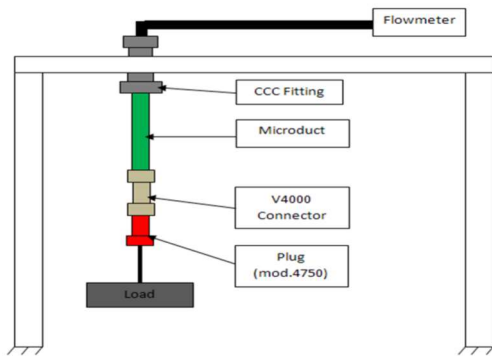 Flowmeter
CCC Fitting
Microduct
V4000
Connector
Plug
(mod.4750)
Load